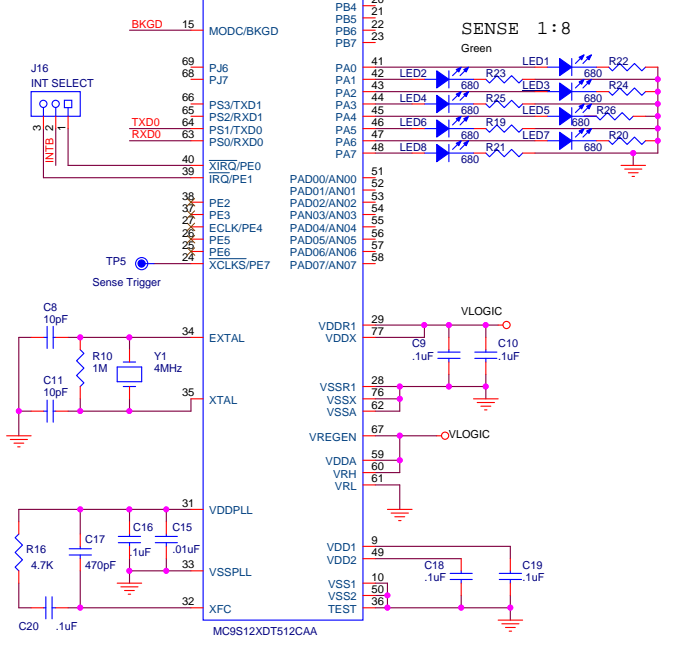 PB4
PB5
PB6
PB7
21
22
23
SENSE 1:8
Green
BKGD
15
MODC/BKGD
J16
INT SELECT
3
2
1
INTB
69
PJ6
68
PJ7
66
PS3/TXD1
65
PS2/RXD1
TXD0
64
PS1/TXD0
RXD0
63
PS0/RXD0
40
XIRQ/PE0
39
IRQ/PE1
38
PE2
37
PE3
27
ECLK/PE4
26
PE5
25
PE6
24
XCLKS/PE7
TP5
Sense Trigger
PA0
41
LED1
R22
680
PA1
42
LED2
R23
680
PA2
43
LED3
R24
680
PA3
44
LED4
R25
680
PA4
45
LED5
R26
680
PA5
46
LED6
R19
680
PA6
47
LED7
R20
680
PA7
48
LED8
R21
680
PAD00/AN00
51
PAD01/AN01
52
PAD02/AN02
53
PAN03/AN03
54
PAD04/AN04
55
PAD05/AN05
56
PAD06/AN06
57
PAD07/AN07
58
C8
10pF
R10
1M
Y1
4MHz
C11
10pF
34
EXTAL
35
XTAL
VLOGIC
VDDR1
29
VDDX
77
C9
.1uF
C10
.1uF
VSSR1
28
VSSX
76
VSSA
62
VREGEN
67
VLOGIC
VDDA
59
VRH
60
VRL
61
31
VDDPLL
R16
4.7K
C17
470pF
C16
.1uF
C15
.01uF
33
VSSPLL
32
XFC
C20
.1uF
VDD1
9
VDD2
49
C18
.1uF
C19
.1uF
VSS1
10
VSS2
50
TEST
36
MC9S12XDT512CAA